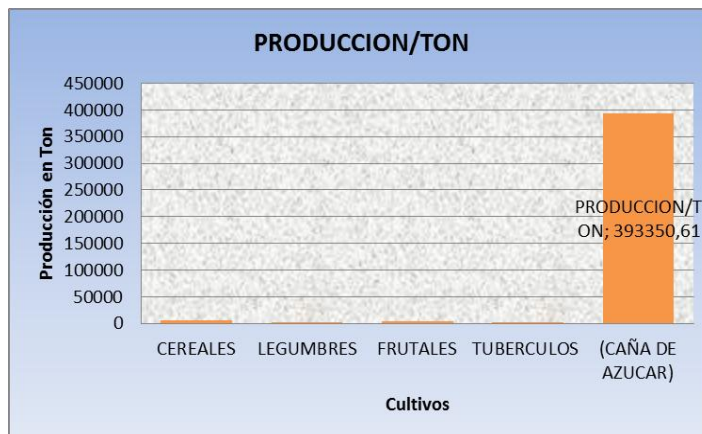 PRODUCCION/TON
Producción en Ton
450000
400000
350000
300000
250000
200000
150000
100000
50000
0
PRODUCCION/T
ON; 393350,61
CEREALES
LEGUMBRES
FRUTALES
TUBERCULOS
(CAÑA DE
AZUCAR)
Cultivos